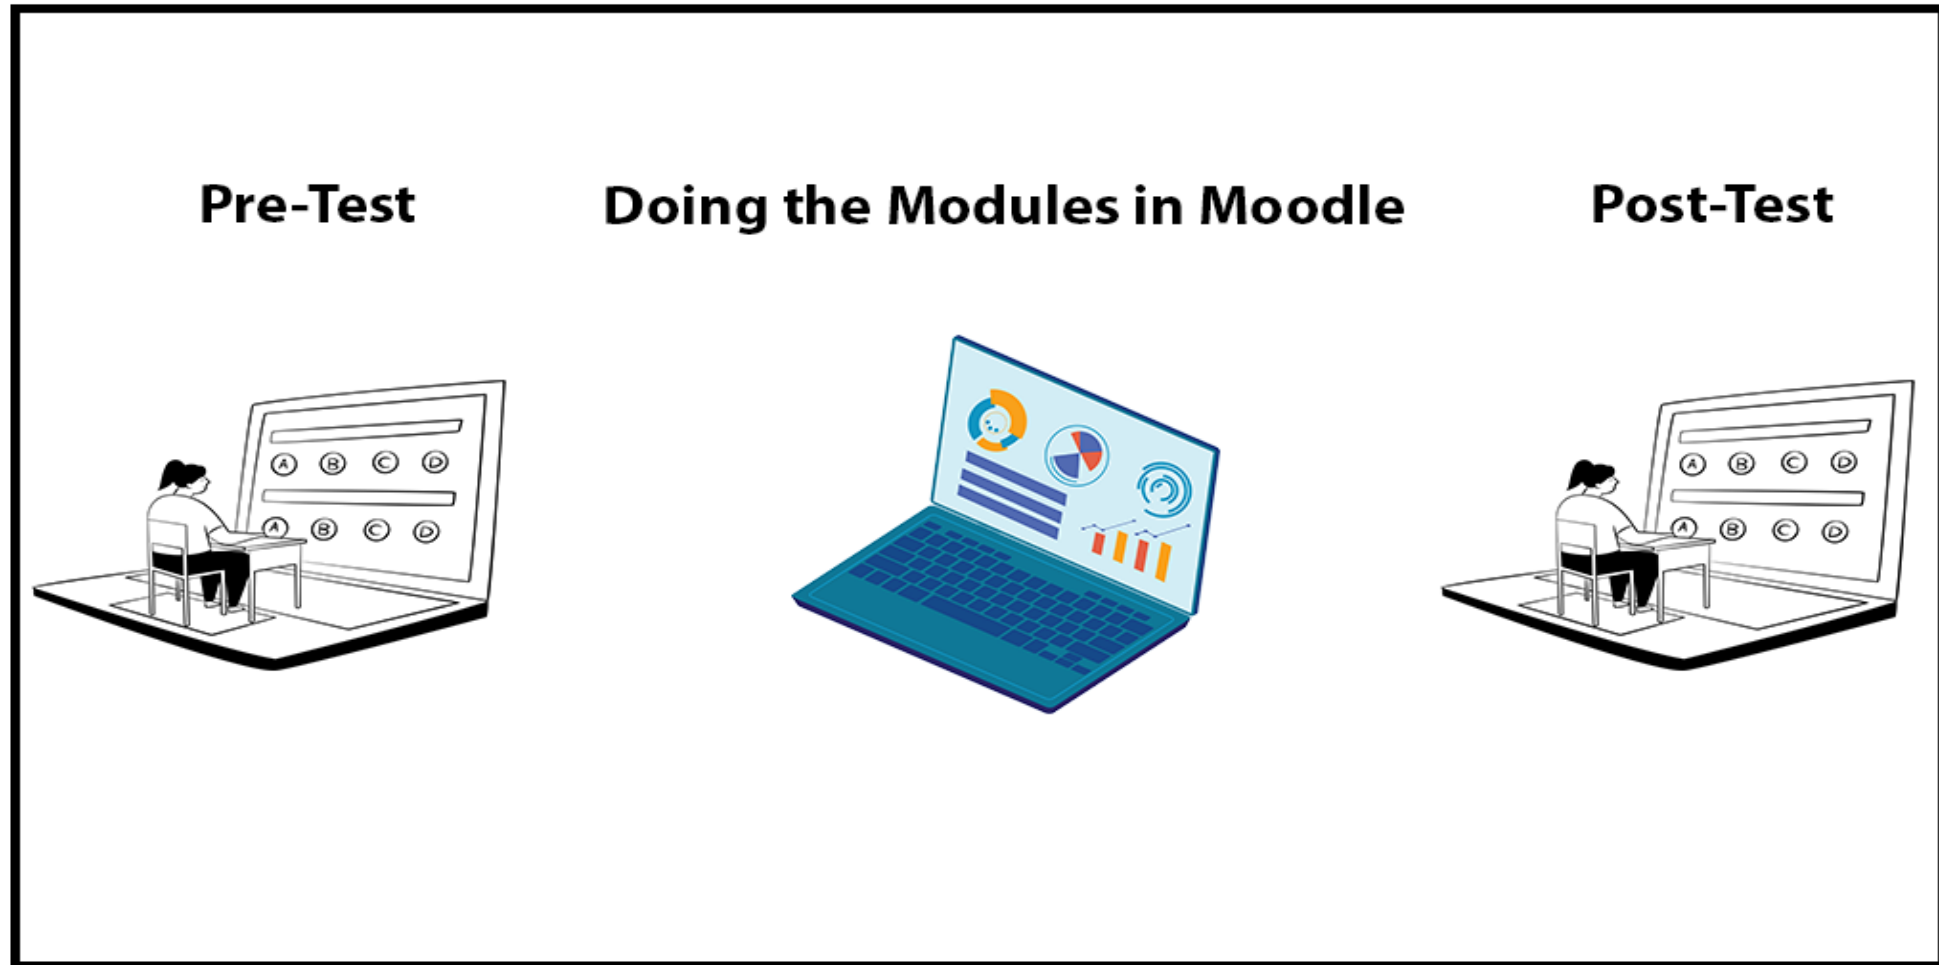 Pre-Test
Doing the Modules in Moodle
Post-Test
A B C D
A B C D
A B C D
A B C D